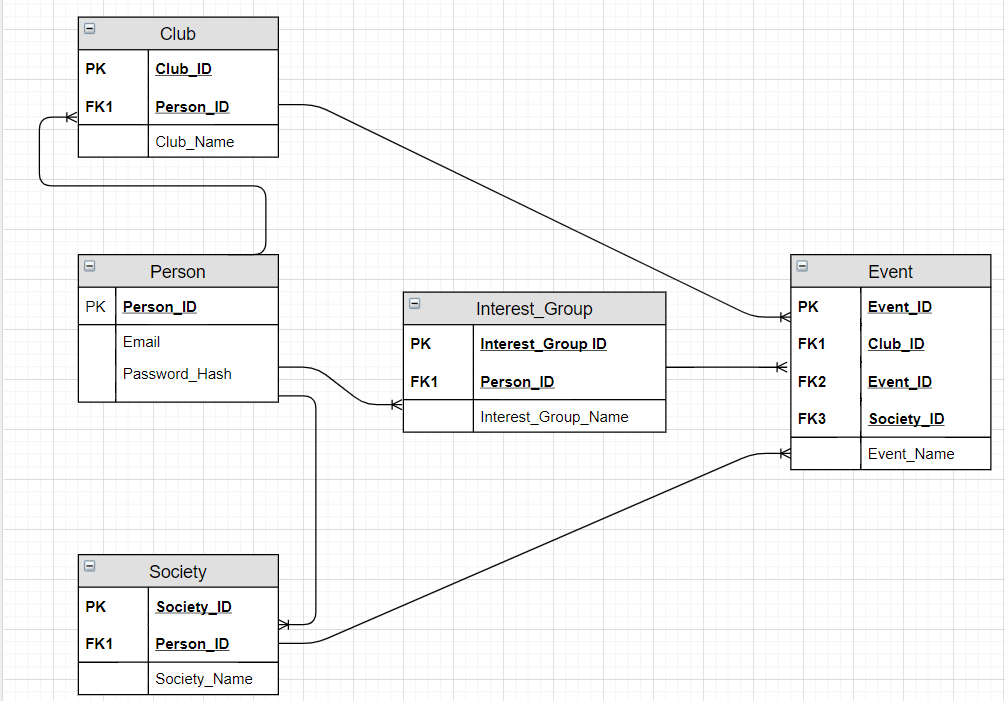 Club
PK Club_ID
FK1 Person_ID
Club_Name
Person
PK Person_ID
Email
Password_Hash
Interest_Group
PK Interest_Group ID
FK1 Person_ID
Interest_Group_Name
Event
PK Event_ID
FK1 Club_ID
FK2 Event_ID
FK3 Society_ID
Event_Name
Society
PK Society_ID
FK1 Person_ID
Society_Name